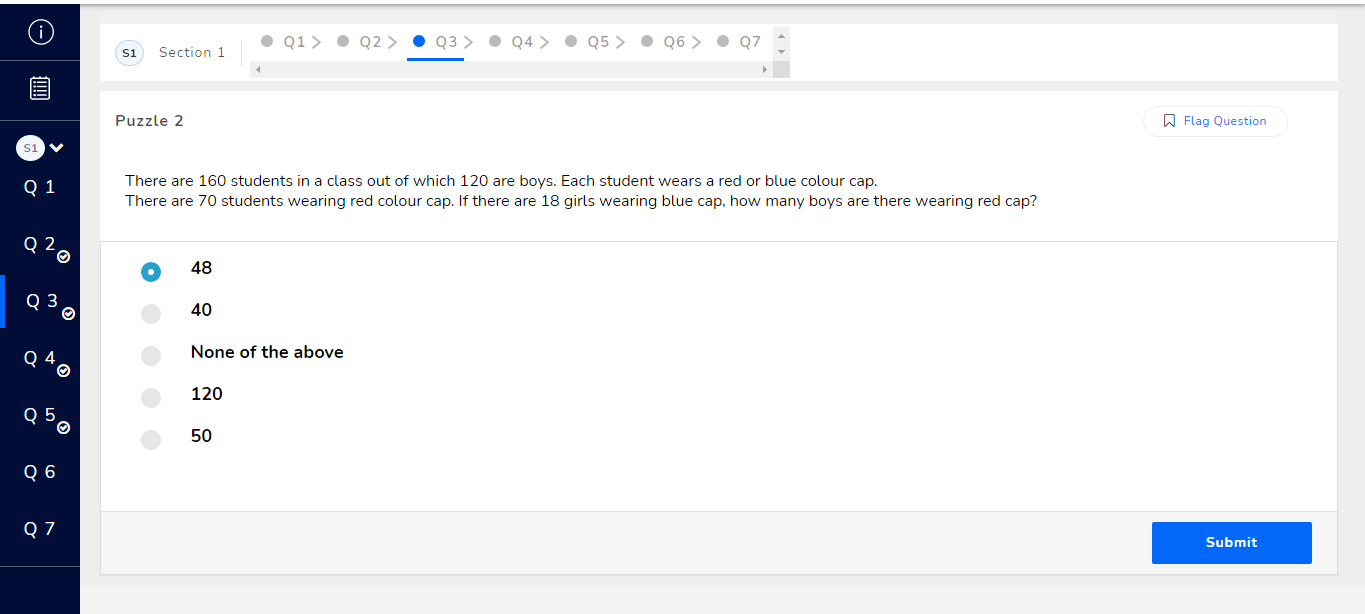 S1
Q 1
Q 2
Q 3
Q 4
Q 5
Q 6
Q 7
S1 Section 1 Q1 Q2 Q3 Q4 Q5 Q6 Q7
Puzzle 2
Flag Question
There are 160 students in a class out of which 120 are boys. Each student wears a red or blue colour cap.
There are 70 students wearing red colour cap. If there are 18 girls wearing blue cap, how many boys are there wearing red cap?
48
40
None of the above
120
50
Submit